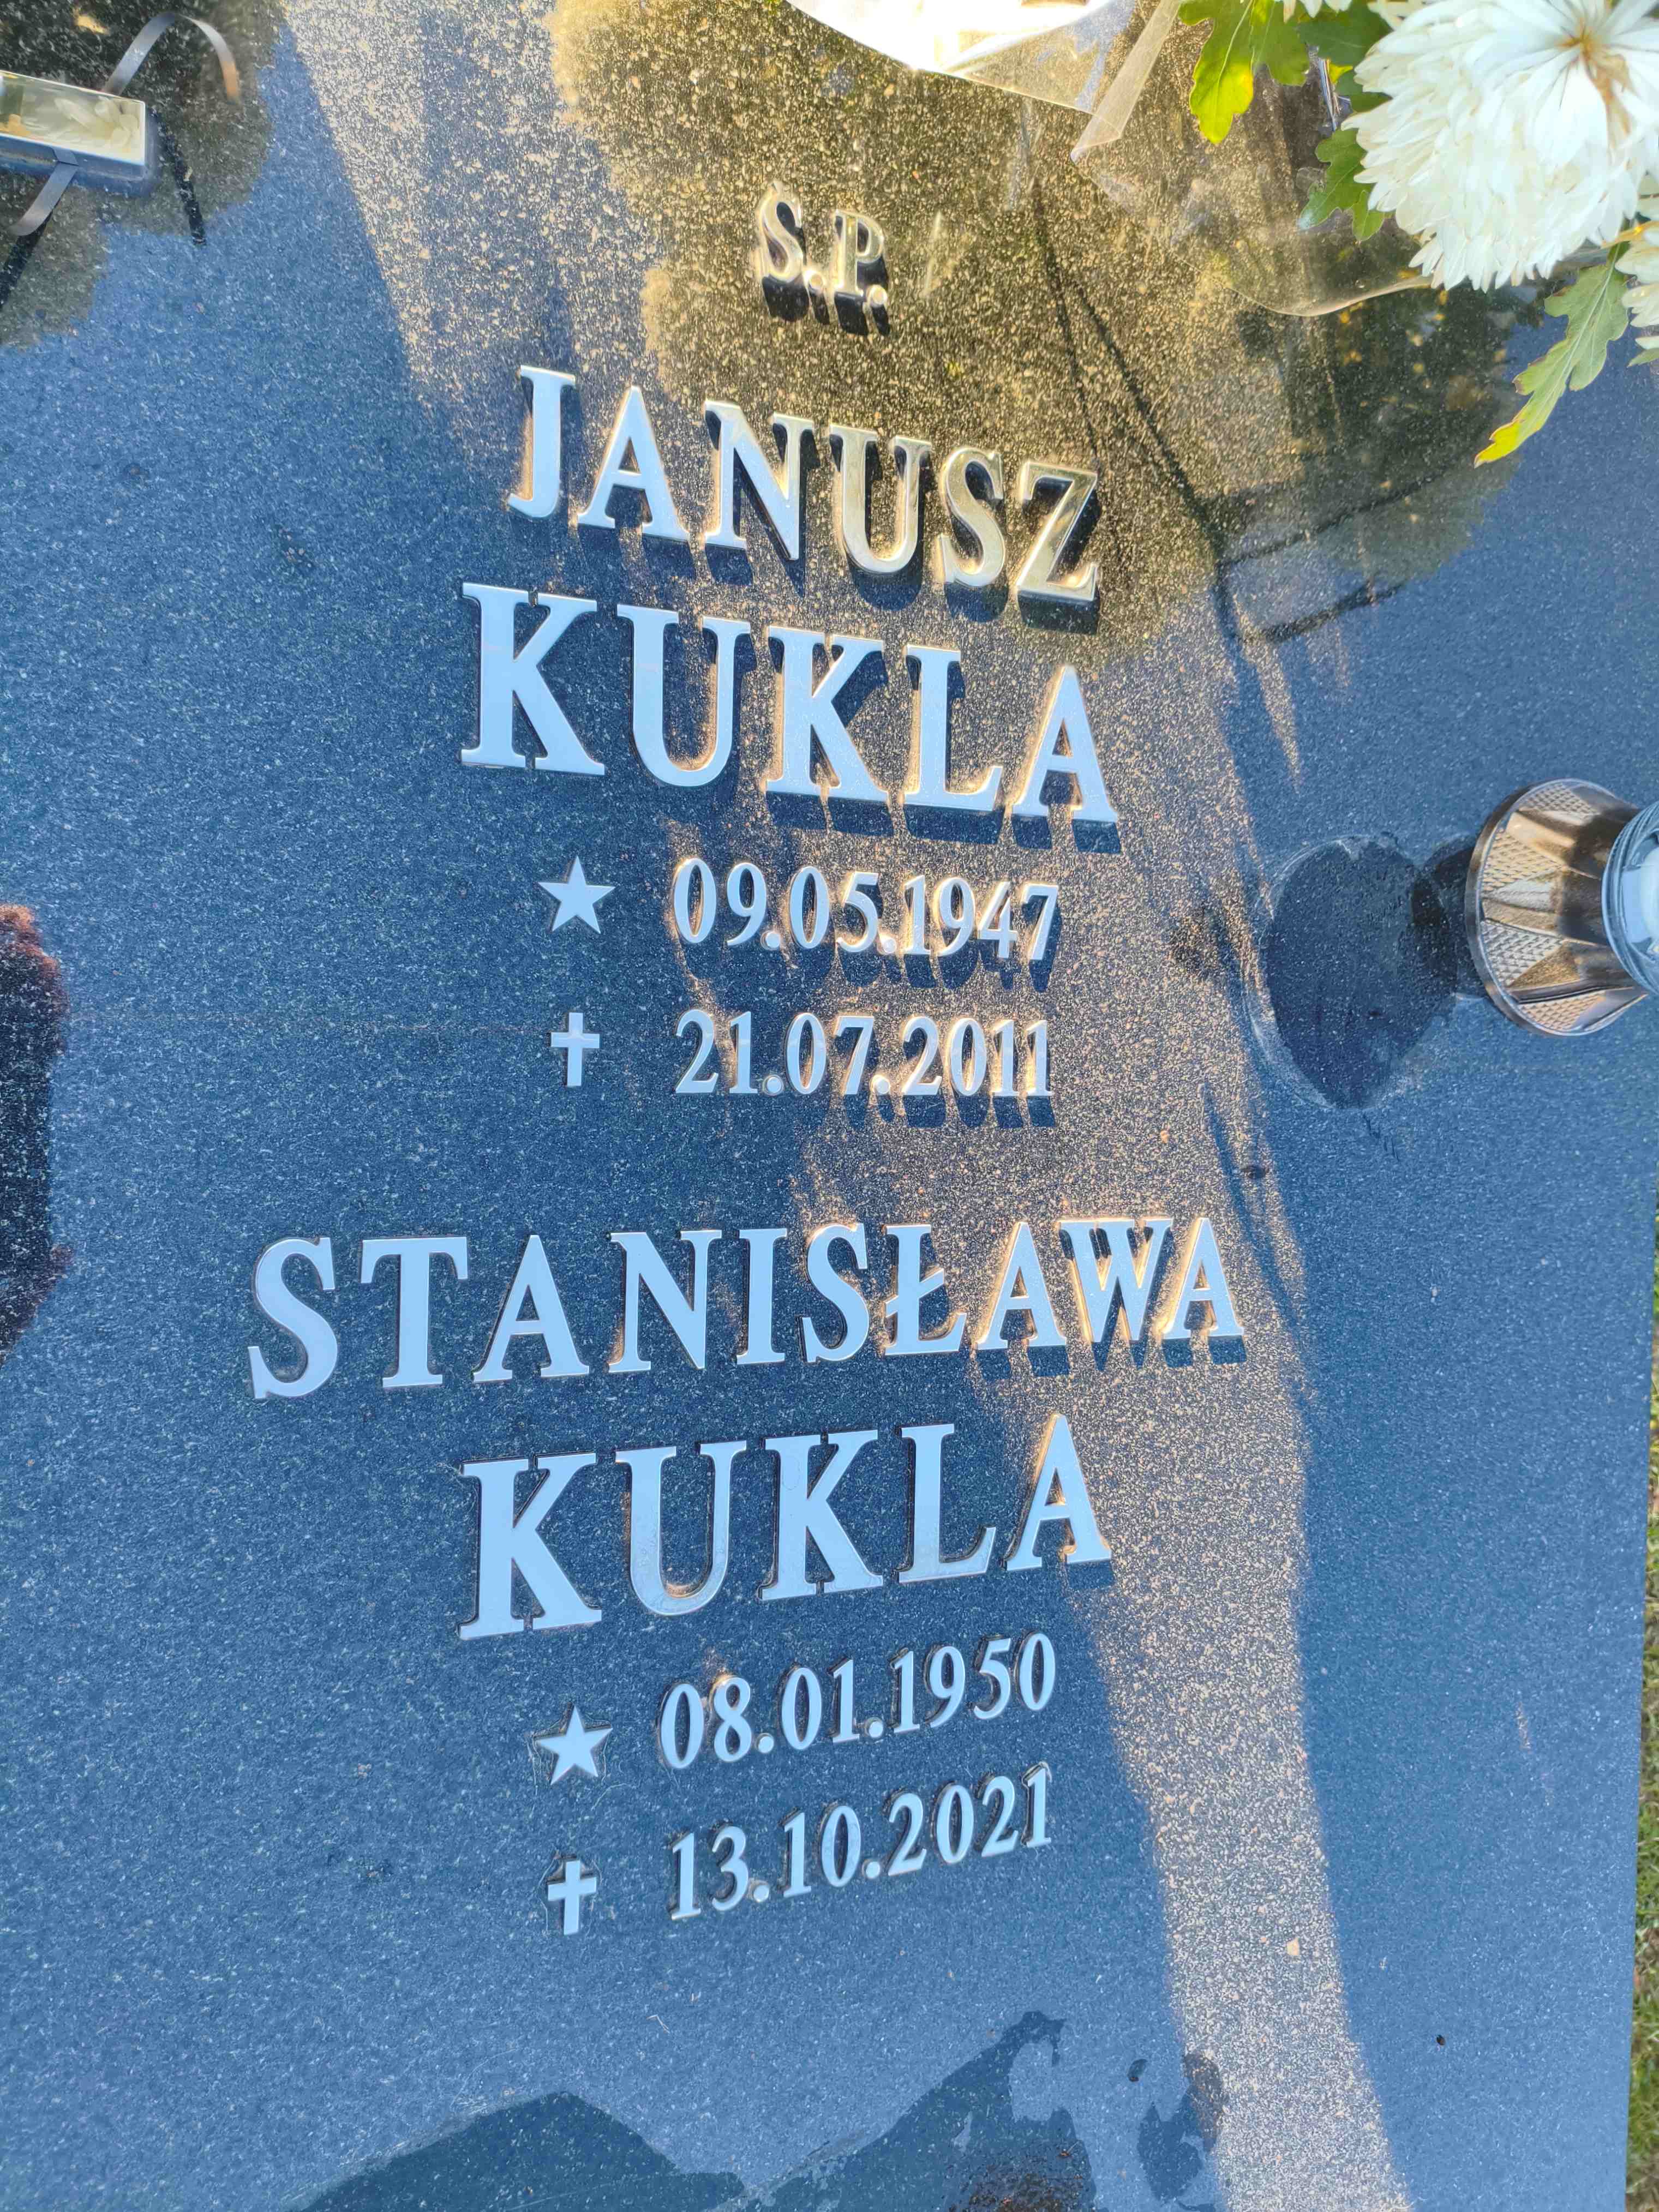 S.P.
JANUSZ
KUKLA
★ 09.05.1947
✝ 21.07.2011
STANISŁAWA
KUKLA
★ 08.01.1950
✝ 13.10.2021